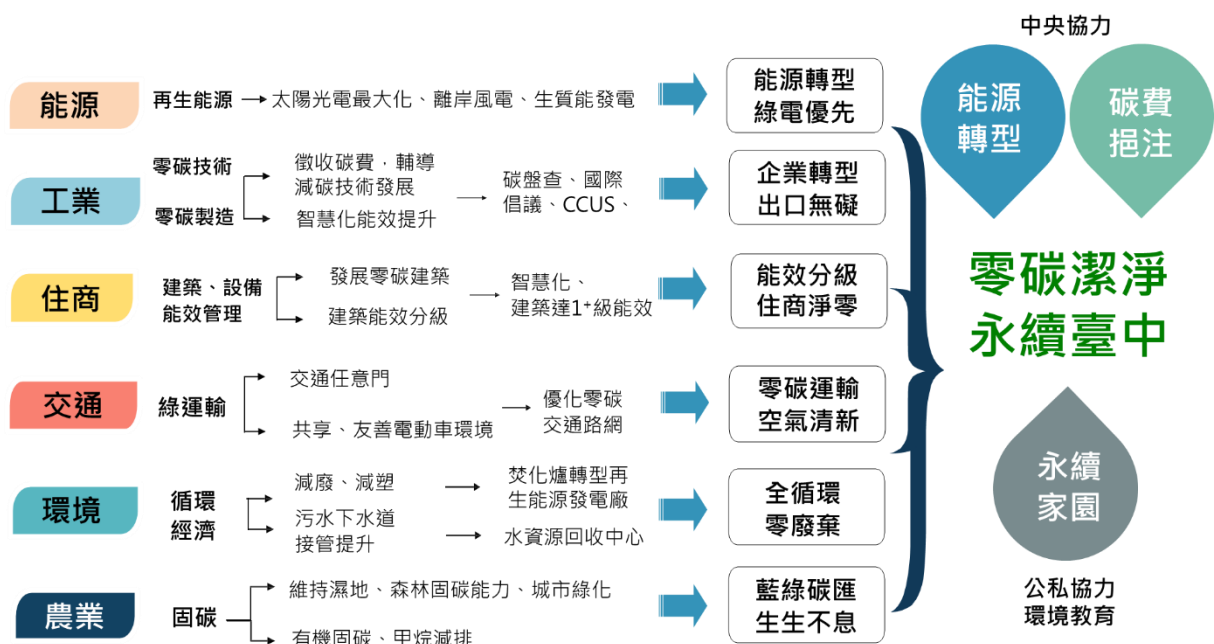 中央協力
能源
轉型
碳費
挹注
能源
再生能源
太陽光電最大化、離岸風電、生質能發電
能源轉型
綠電優先
工業
零碳技術
零碳製造
徵收碳費．輔導
減碳技術發展
智慧化能效提升
碳盤查、國際
倡議、CCUS、
企業轉型
出口無礙
住商
建築、設備
能效管理
發展零碳建築
建築能效分級
智慧化、
建築達1⁺級能效
能效分級
住商淨零
零碳潔淨
永續臺中
交通
綠運輸
交通任意門
共享、友善電動車環境
優化零碳
交通路網
零碳運輸
空氣清新
環境
循環
經濟
減廢、減塑
污水下水道
接管提升
焚化爐轉型再
生能源發電廠
水資源回收中心
全循環
零廢棄
永續
家園
農業
固碳
維持濕地、森林固碳能力、城市綠化
有機固碳、甲烷減排
藍綠碳匯
生生不息
公私協力
環境教育